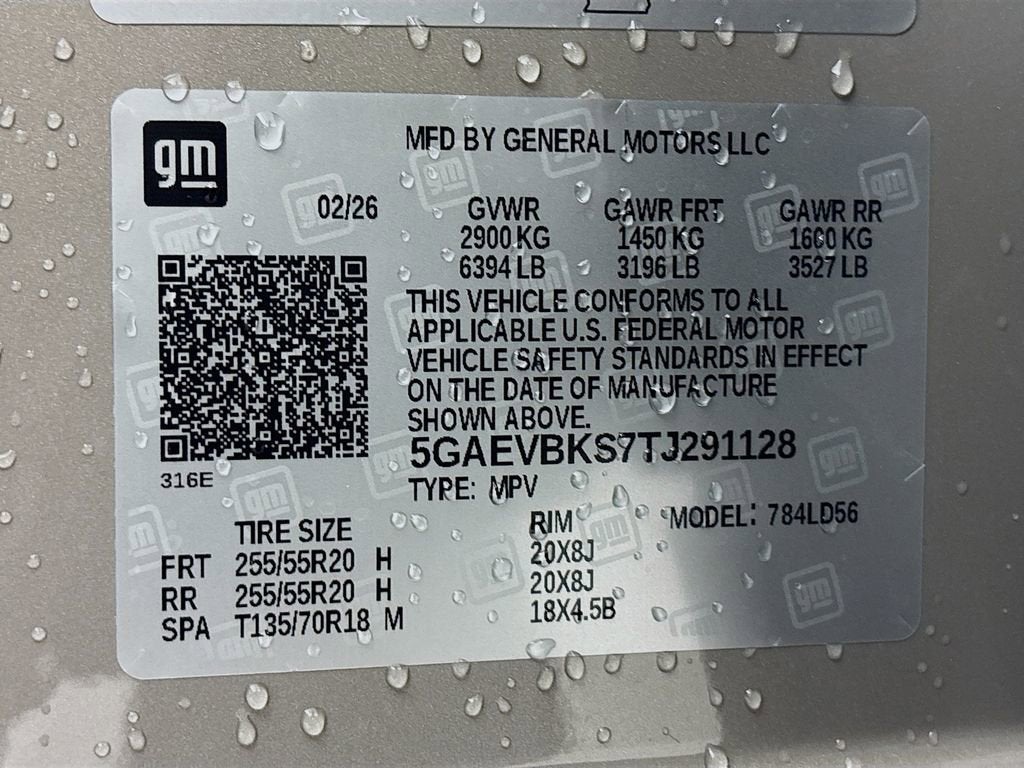 gm
MFD BY GENERAL MOTORS LLC
02/26
GVWR GAWR FRT GAWR RR
2900 KG 1450 KG 1600 KG
6394 LB 3196 LB 3527 LB
THIS VEHICLE CONFORMS TO ALL
APPLICABLE U.S. FEDERAL MOTOR
VEHICLE SAFETY STANDARDS IN EFFECT
ON THE DATE OF MANUFACTURE
SHOWN ABOVE.
5GAEVBKS7TJ291128
316E
TYPE: MPV
MODEL: 784LD56
TIRE SIZE RIM
FRT 255/55R20 H 20X8J
RR 255/55R20 H 20X8J
SPA T135/70R18 M 18X4.5B